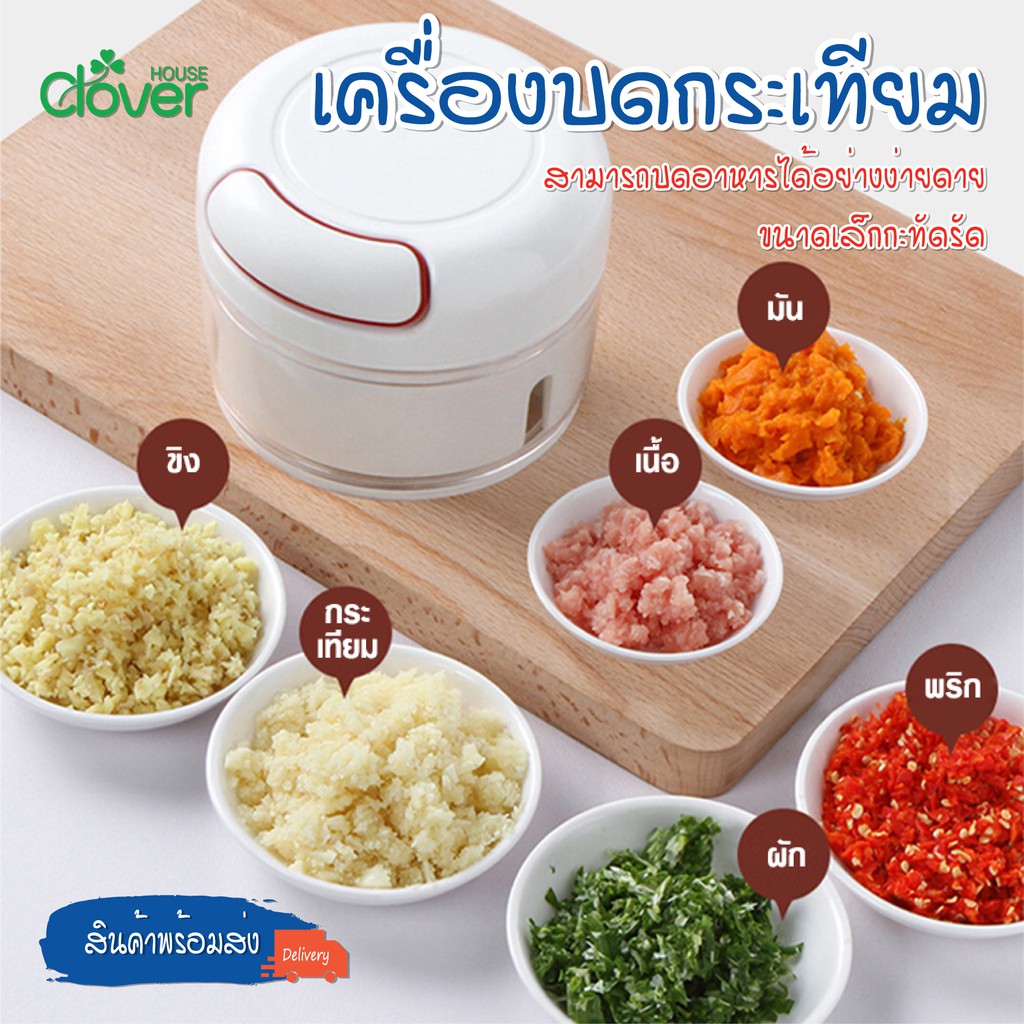 HOUSE
Clover
เครื่องบดกระเทียม
สามารถบดอาหารได้อย่างง่ายดาย
ขนาดเล็กกะทัดรัด
มัน
ขิง
เนื้อ
กระ
เทียม
พริก
ผัก
สินค้าพร้อมส่ง
Delivery